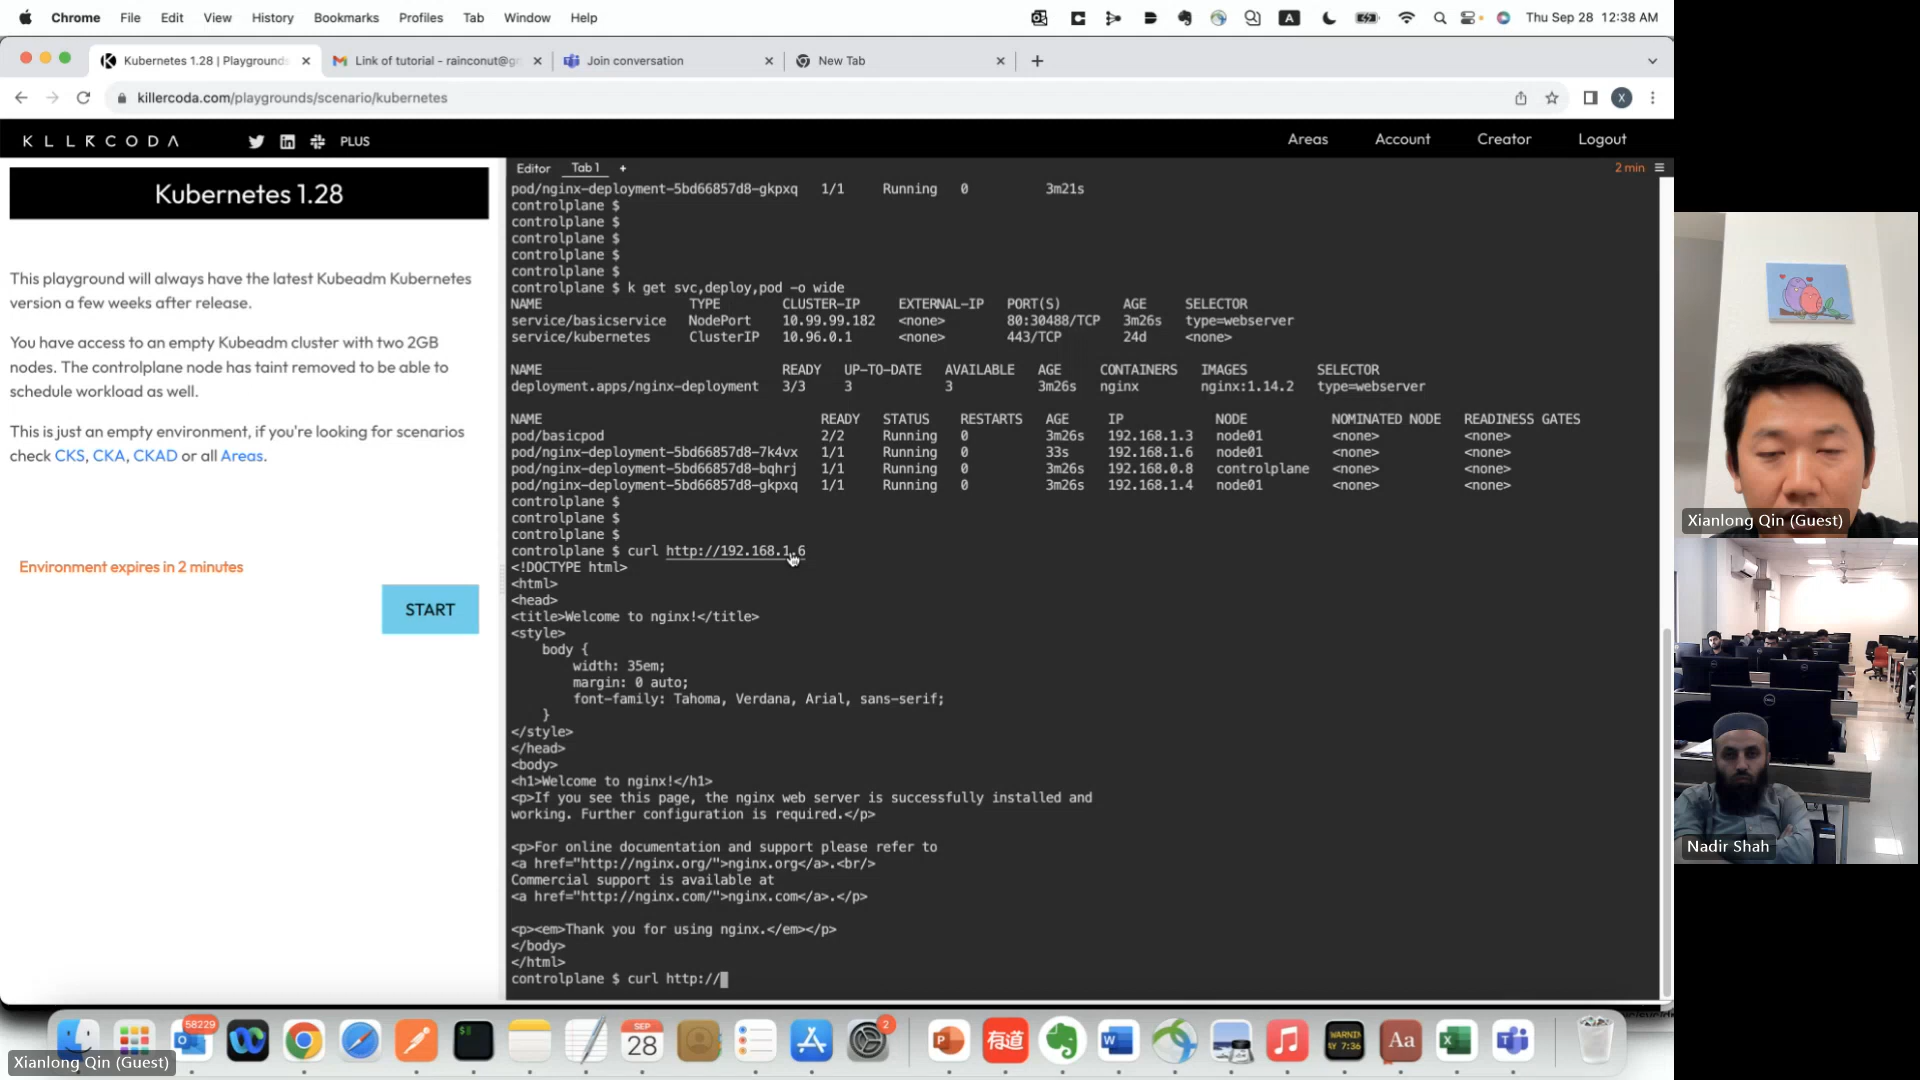 Chrome File Edit View History Bookmarks Profiles Tab Window Help
A
Thu Sep 28 12:38 AM
Kubernetes 1.28 | Playgrounds
Link of tutorial - rainconut@g
Join conversation
New Tab
killercoda.com/playgrounds/scenario/kubernetes
X
PLUS
Areas Account Creator Logout
Kubernetes 1.28
This playground will always have the latest Kubeadm Kubernetes
version a few weeks after release.
You have access to an empty Kubeadm cluster with two 2GB
nodes. The controlplane node has taint removed to be able to
schedule workload as well.
This is just an empty environment, if you're looking for scenarios
check CKS, CKA, CKAD or all Areas.
Environment expires in 2 minutes
START
Editor Tab 1 +
2 min
pod/nginx-deployment-5bd66857d8-gkpxq 1/1 Running 0 3m21s
controlplane $
controlplane $
controlplane $
controlplane $
controlplane $
controlplane $ k get svc,deploy,pod -o wide
NAME TYPE CLUSTER-IP EXTERNAL-IP PORT(S) AGE SELECTOR
service/basicservice NodePort 10.99.99.182 <none> 80:30488/TCP 3m26s type=webserver
service/kubernetes ClusterIP 10.96.0.1 <none> 443/TCP 24d <none>
NAME READY UP-TO-DATE AVAILABLE AGE CONTAINERS IMAGES SELECTOR
deployment.apps/nginx-deployment 3/3 3 3 3m26s nginx nginx:1.14.2 type=webserver
NAME READY STATUS RESTARTS AGE IP NODE NOMINATED NODE READINESS GATES
pod/basicpod 2/2 Running 0 3m26s 192.168.1.3 node01 <none> <none>
pod/nginx-deployment-5bd66857d8-7k4vx 1/1 Running 0 33s 192.168.1.6 node01 <none> <none>
pod/nginx-deployment-5bd66857d8-bqhrj 1/1 Running 0 3m26s 192.168.0.8 controlplane <none> <none>
pod/nginx-deployment-5bd66857d8-gkpxq 1/1 Running 0 3m26s 192.168.1.4 node01 <none> <none>
controlplane $
controlplane $
controlplane $
controlplane $ curl http://192.168.1.6
<!DOCTYPE html>
<html>
<head>
<title>Welcome to nginx!</title>
<style>
body {
width: 35em;
margin: 0 auto;
font-family: Tahoma, Verdana, Arial, sans-serif;
}
</style>
</head>
<body>
<h1>Welcome to nginx!</h1>
<p>If you see this page, the nginx web server is successfully installed and
working. Further configuration is required.</p>
<p>For online documentation and support please refer to
<a href="http://nginx.org/">nginx.org</a>.<br/>
Commercial support is available at
<a href="http://nginx.com/">nginx.com</a>.</p>
<p><em>Thank you for using nginx.</em></p>
</body>
</html>
controlplane $ curl http://
Xianlong Qin (Guest)
Nadir Shah
58229
SEP
28
2
有道
Aa
Xianlong Qin (Guest)